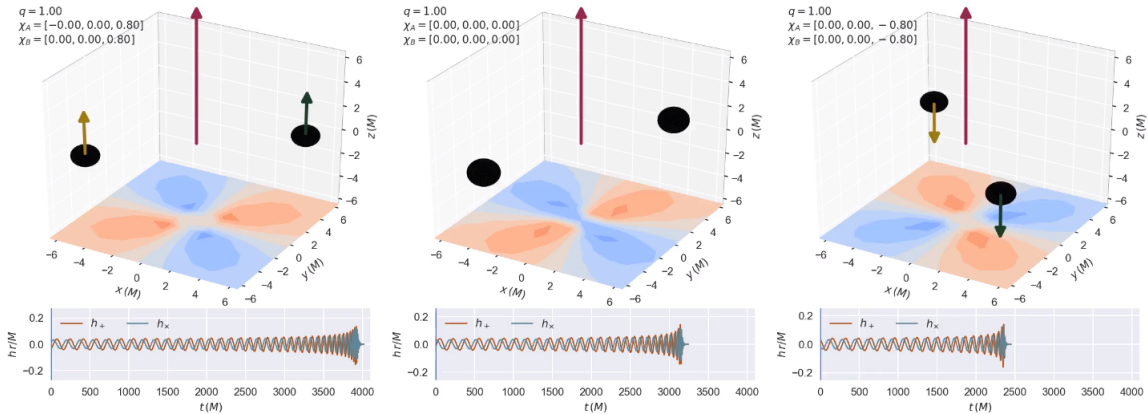 q = 1.00
χ_A = [−0.00, 0.00, 0.80]
χ_B = [0.00, 0.00, 0.80]
6
4
2
0
−2
−4
−6
z (M)
−6
−4
−2
0
2
4
6
x (M)
−6
−4
−2
0
2
4
6
y (M)
0.2
0.0
−0.2
h r/M
h₊
h×
0 500 1000 1500 2000 2500 3000 3500 4000
t (M)
q = 1.00
χ_A = [0.00, 0.00, 0.00]
χ_B = [0.00, 0.00, 0.00]
6
4
2
0
−2
−4
−6
z (M)
−6
−4
−2
0
2
4
6
x (M)
−6
−4
−2
0
2
4
6
y (M)
0.2
0.0
−0.2
h r/M
h₊
h×
0 500 1000 1500 2000 2500 3000 3500 4000
t (M)
q = 1.00
χ_A = [0.00, 0.00, − 0.80]
χ_B = [0.00, 0.00, − 0.80]
6
4
2
0
−2
−4
−6
z (M)
−6
−4
−2
0
2
4
6
x (M)
−6
−4
−2
0
2
4
6
y (M)
0.2
0.0
−0.2
h r/M
h₊
h×
0 500 1000 1500 2000 2500 3000 3500 4000
t (M)